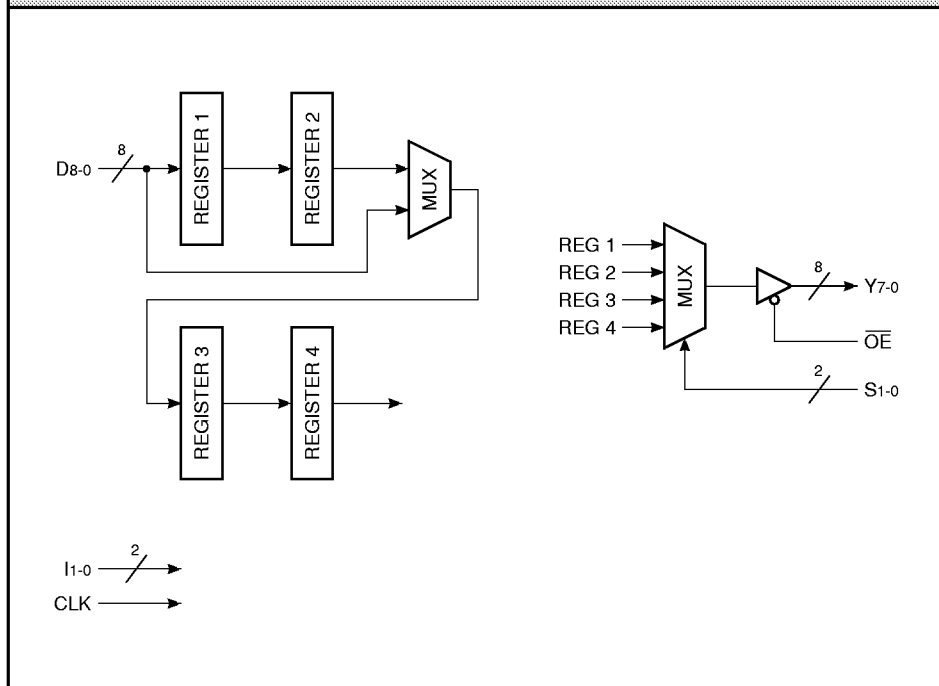 D8-0
8
REGISTER 1
REGISTER 2
MUX
REGISTER 3
REGISTER 4
I1-0
2
CLK
REG 1
REG 2
REG 3
REG 4
MUX
8
Y7-0
OE
2
S1-0